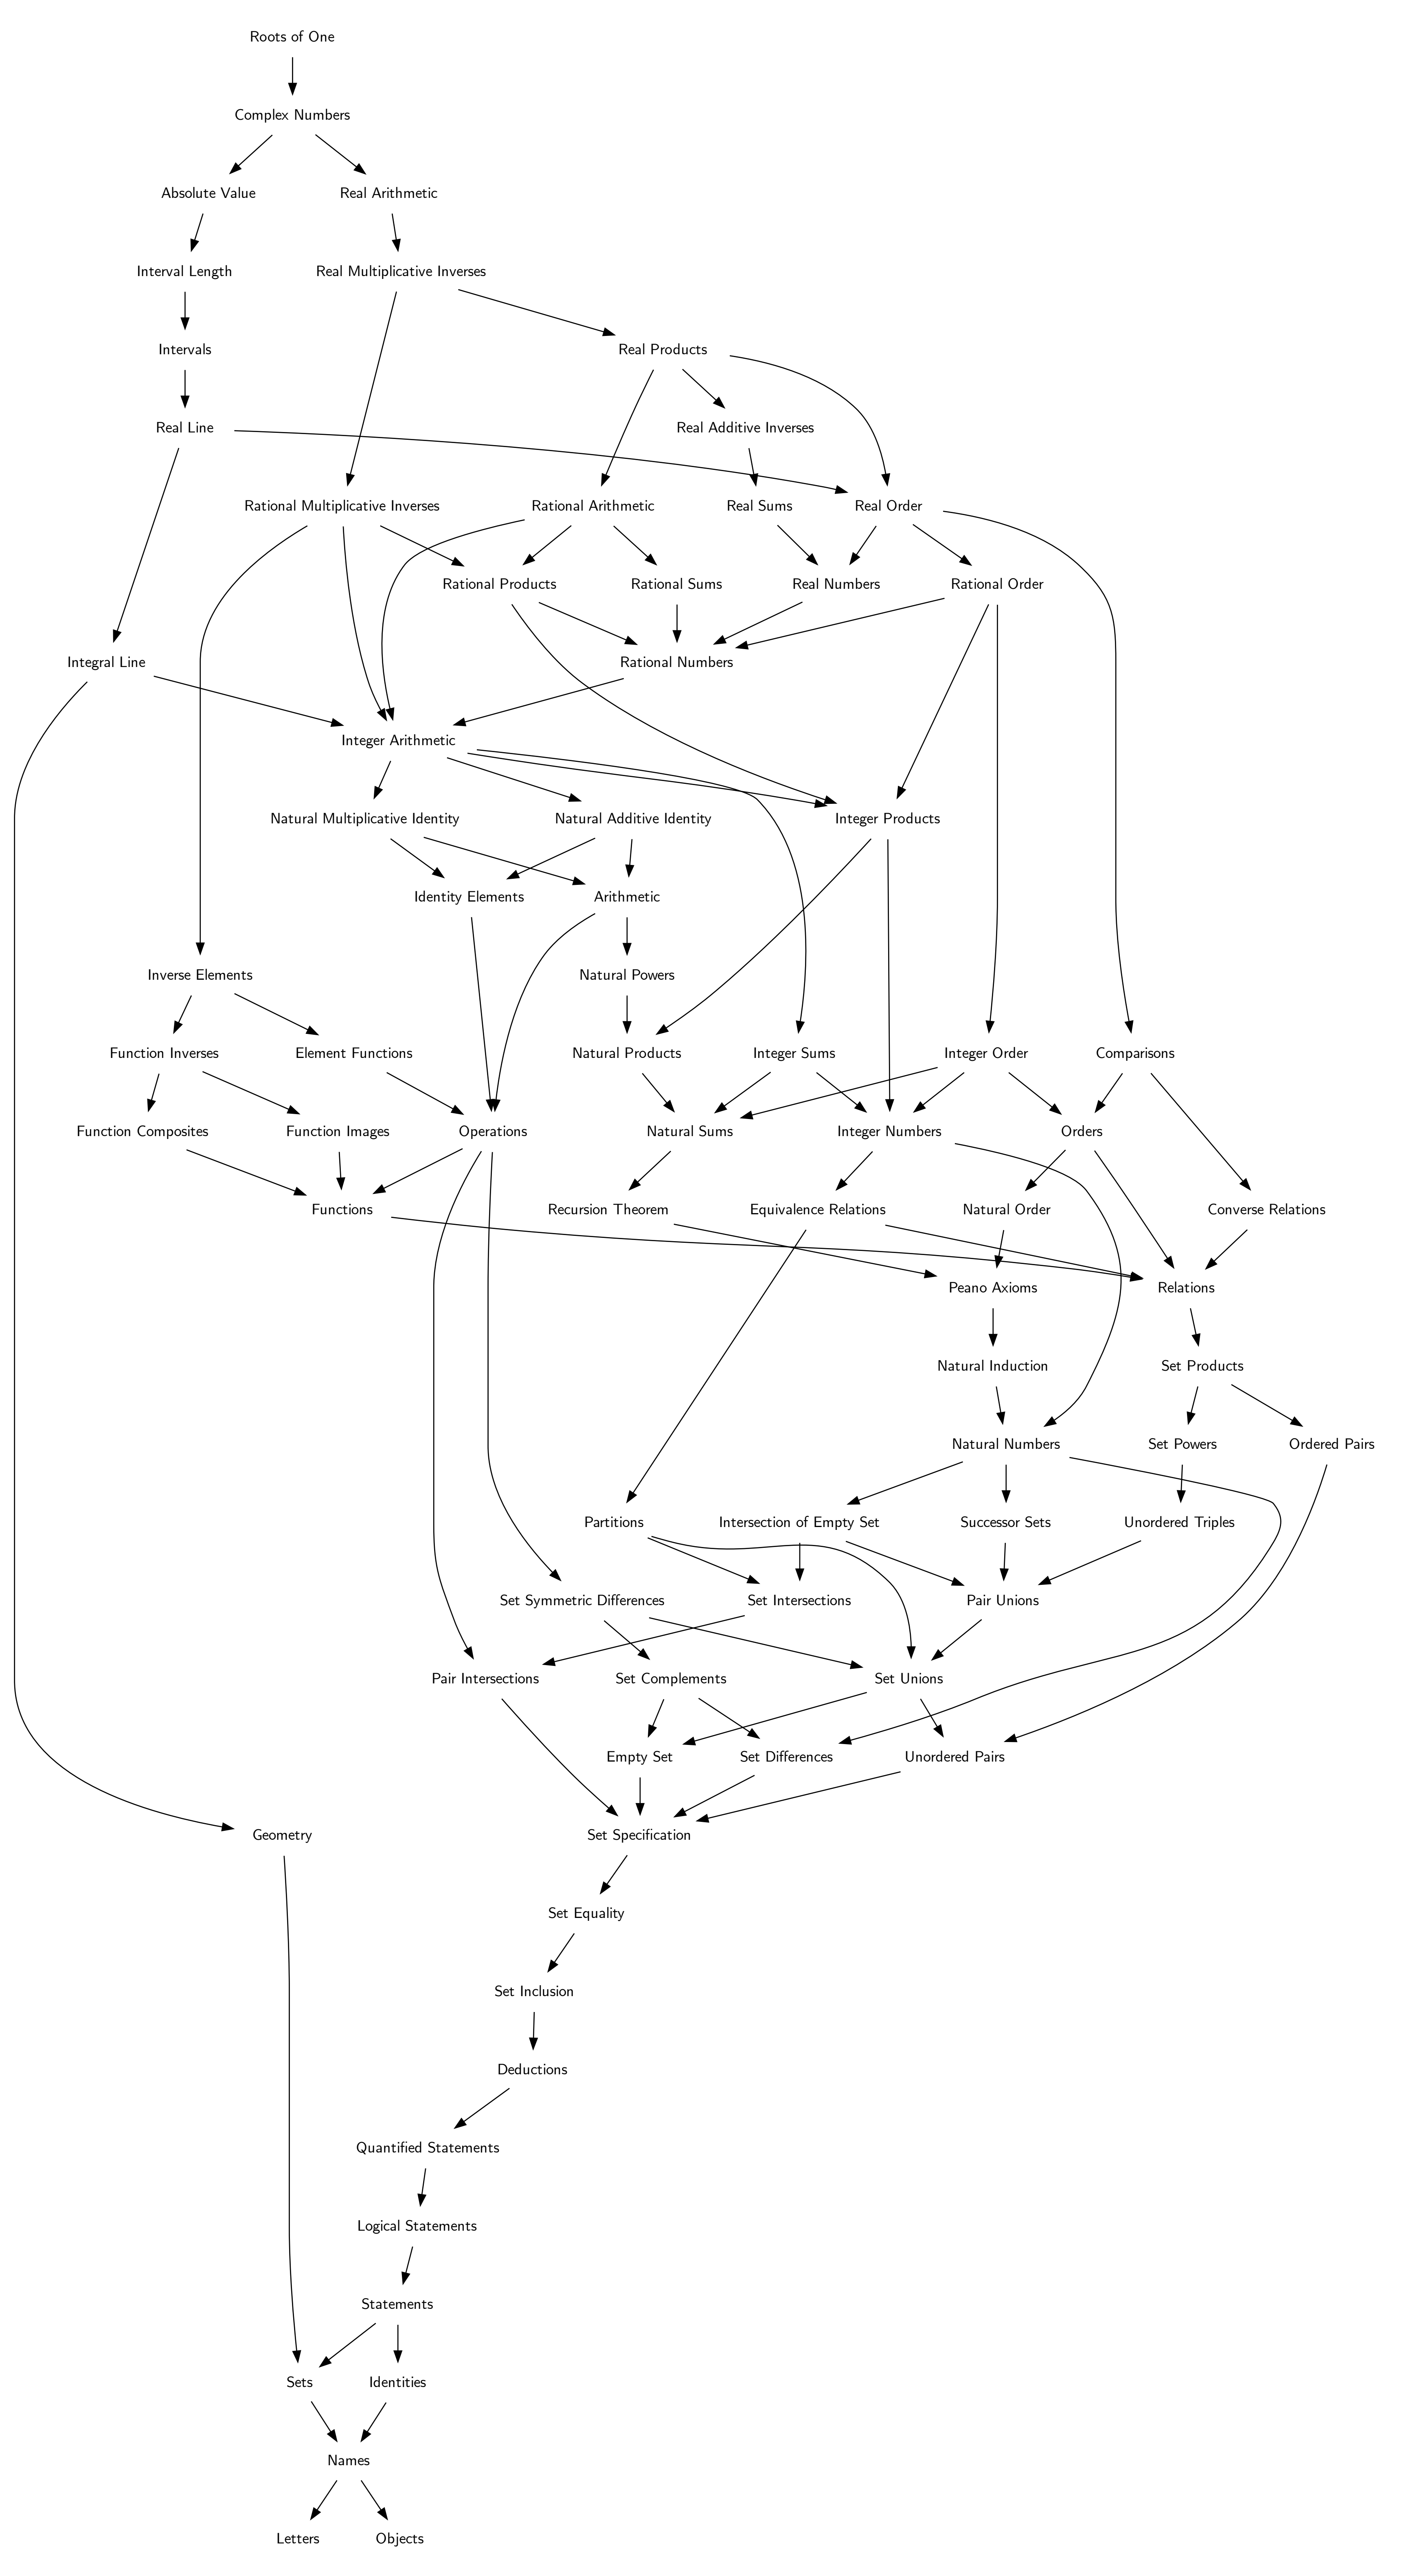 Roots of One
Complex Numbers
Absolute Value
Real Arithmetic
Interval Length
Real Multiplicative Inverses
Intervals
Real Products
Real Line
Real Additive Inverses
Rational Multiplicative Inverses
Rational Arithmetic
Real Sums
Real Order
Rational Products
Rational Sums
Real Numbers
Rational Order
Integral Line
Rational Numbers
Integer Arithmetic
Natural Multiplicative Identity
Natural Additive Identity
Integer Products
Identity Elements
Arithmetic
Inverse Elements
Natural Powers
Function Inverses
Element Functions
Natural Products
Integer Sums
Integer Order
Comparisons
Function Composites
Function Images
Operations
Natural Sums
Integer Numbers
Orders
Functions
Recursion Theorem
Equivalence Relations
Natural Order
Converse Relations
Peano Axioms
Relations
Natural Induction
Set Products
Natural Numbers
Set Powers
Ordered Pairs
Partitions
Intersection of Empty Set
Successor Sets
Unordered Triples
Set Symmetric Differences
Set Intersections
Pair Unions
Pair Intersections
Set Complements
Set Unions
Empty Set
Set Differences
Unordered Pairs
Geometry
Set Specification
Set Equality
Set Inclusion
Deductions
Quantified Statements
Logical Statements
Statements
Sets
Identities
Names
Letters
Objects